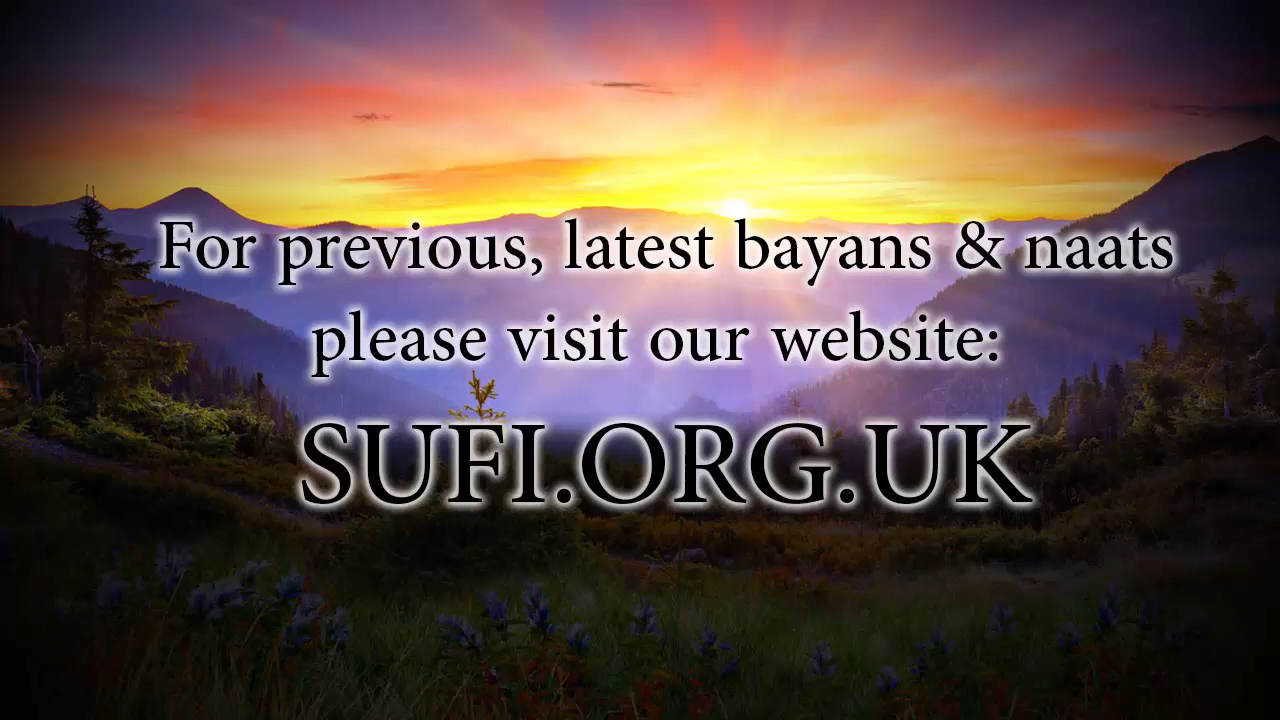 For previous, latest bayans & naats
please visit our website:
SUFI.ORG.UK